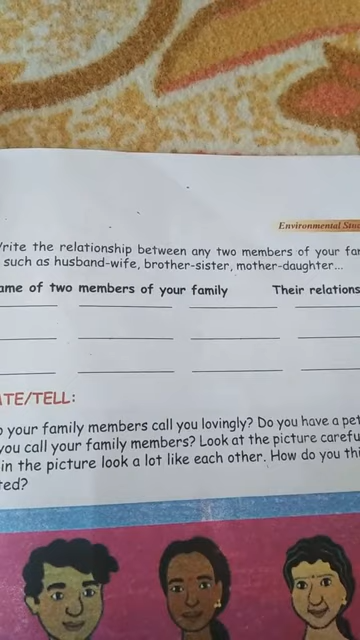 Environmental Stu
rite the relationship between any two members of your fa
such as husband-wife, brother-sister, mother-daughter...
ame of two members of your family Their relations
TE/TELL:
your family members call you lovingly? Do you have a pet
you call your family members? Look at the picture carefu
in the picture look a lot like each other. How do you thi
ted?